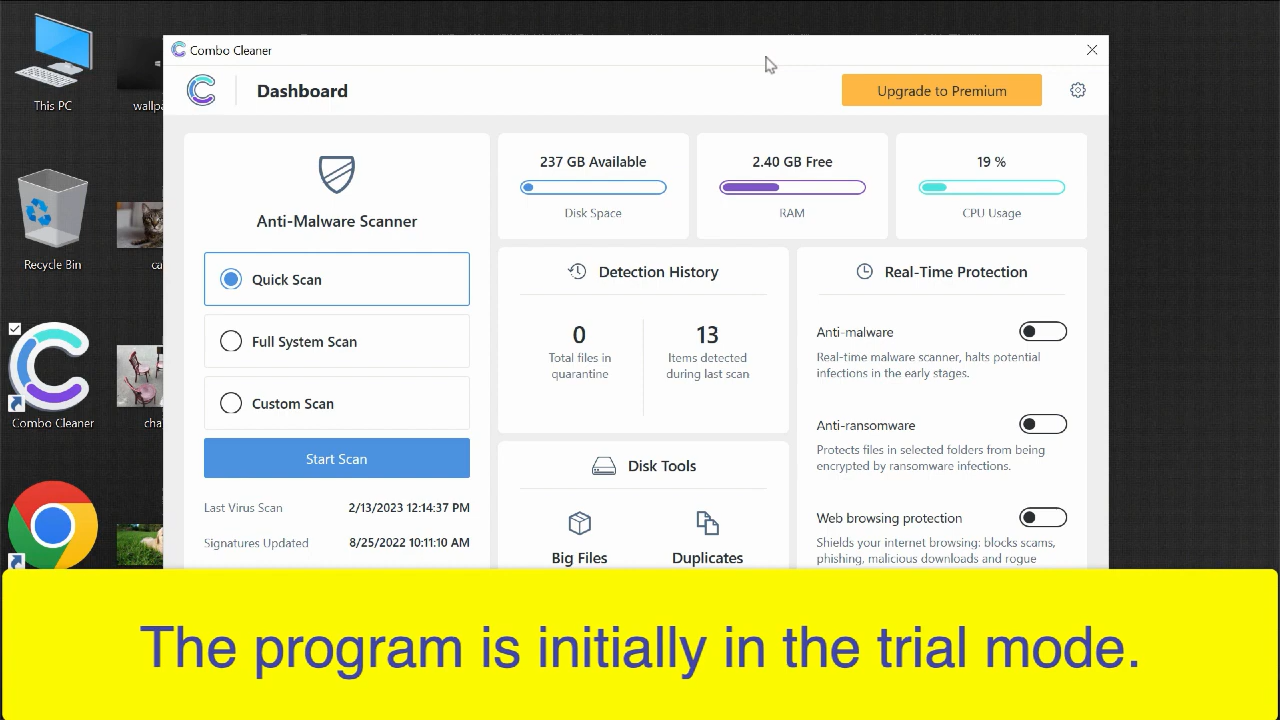 This PC
wallpa
Recycle Bin
ca
Combo Cleaner
cha
Combo Cleaner
Dashboard
Upgrade to Premium
Anti-Malware Scanner
Quick Scan
Full System Scan
Custom Scan
Start Scan
Last Virus Scan 2/13/2023 12:14:37 PM
Signatures Updated 8/25/2022 10:11:10 AM
237 GB Available
Disk Space
2.40 GB Free
RAM
19 %
CPU Usage
Detection History
0
Total files in
quarantine
13
Items detected
during last scan
Disk Tools
Big Files
Duplicates
Real-Time Protection
Anti-malware
Real-time malware scanner, halts potential
infections in the early stages.
Anti-ransomware
Protects files in selected folders from being
encrypted by ransomware infections.
Web browsing protection
Shields your internet browsing: blocks scams,
phishing, malicious downloads and rogue
The program is initially in the trial mode.